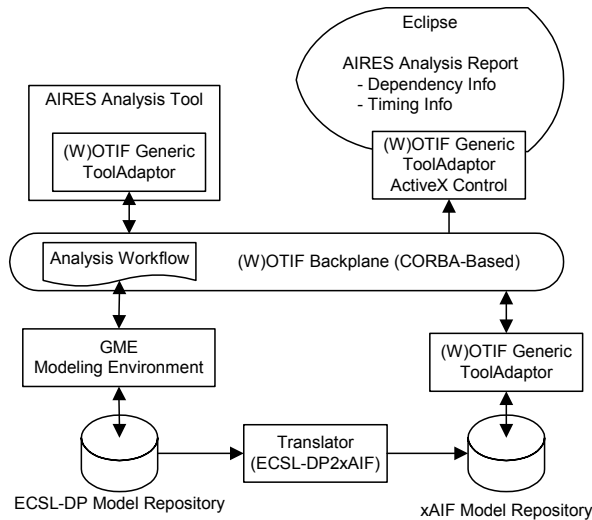 Eclipse
AIRES Analysis Report
- Dependency Info
- Timing Info
AIRES Analysis Tool
(W)OTIF Generic
ToolAdaptor
(W)OTIF Generic
ToolAdaptor
ActiveX Control
Analysis Workflow
(W)OTIF Backplane (CORBA-Based)
GME
Modeling Environment
(W)OTIF Generic
ToolAdaptor
Translator
(ECSL-DP2xAIF)
ECSL-DP Model Repository
xAIF Model Repository